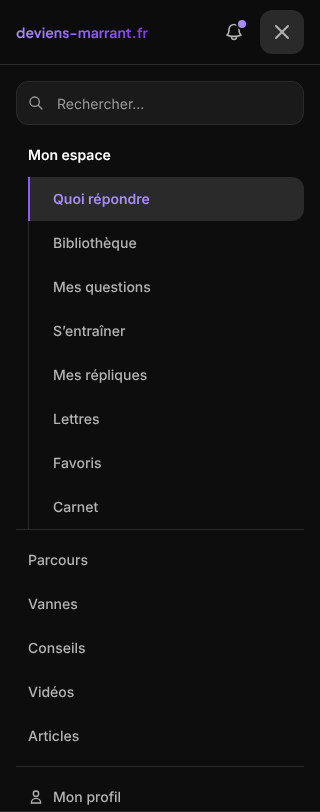 deviens-marrant.fr
Rechercher...
Mon espace
Quoi répondre
Bibliothèque
Mes questions
S'entraîner
Mes répliques
Lettres
Favoris
Carnet
Parcours
Vannes
Conseils
Vidéos
Articles
Mon profil